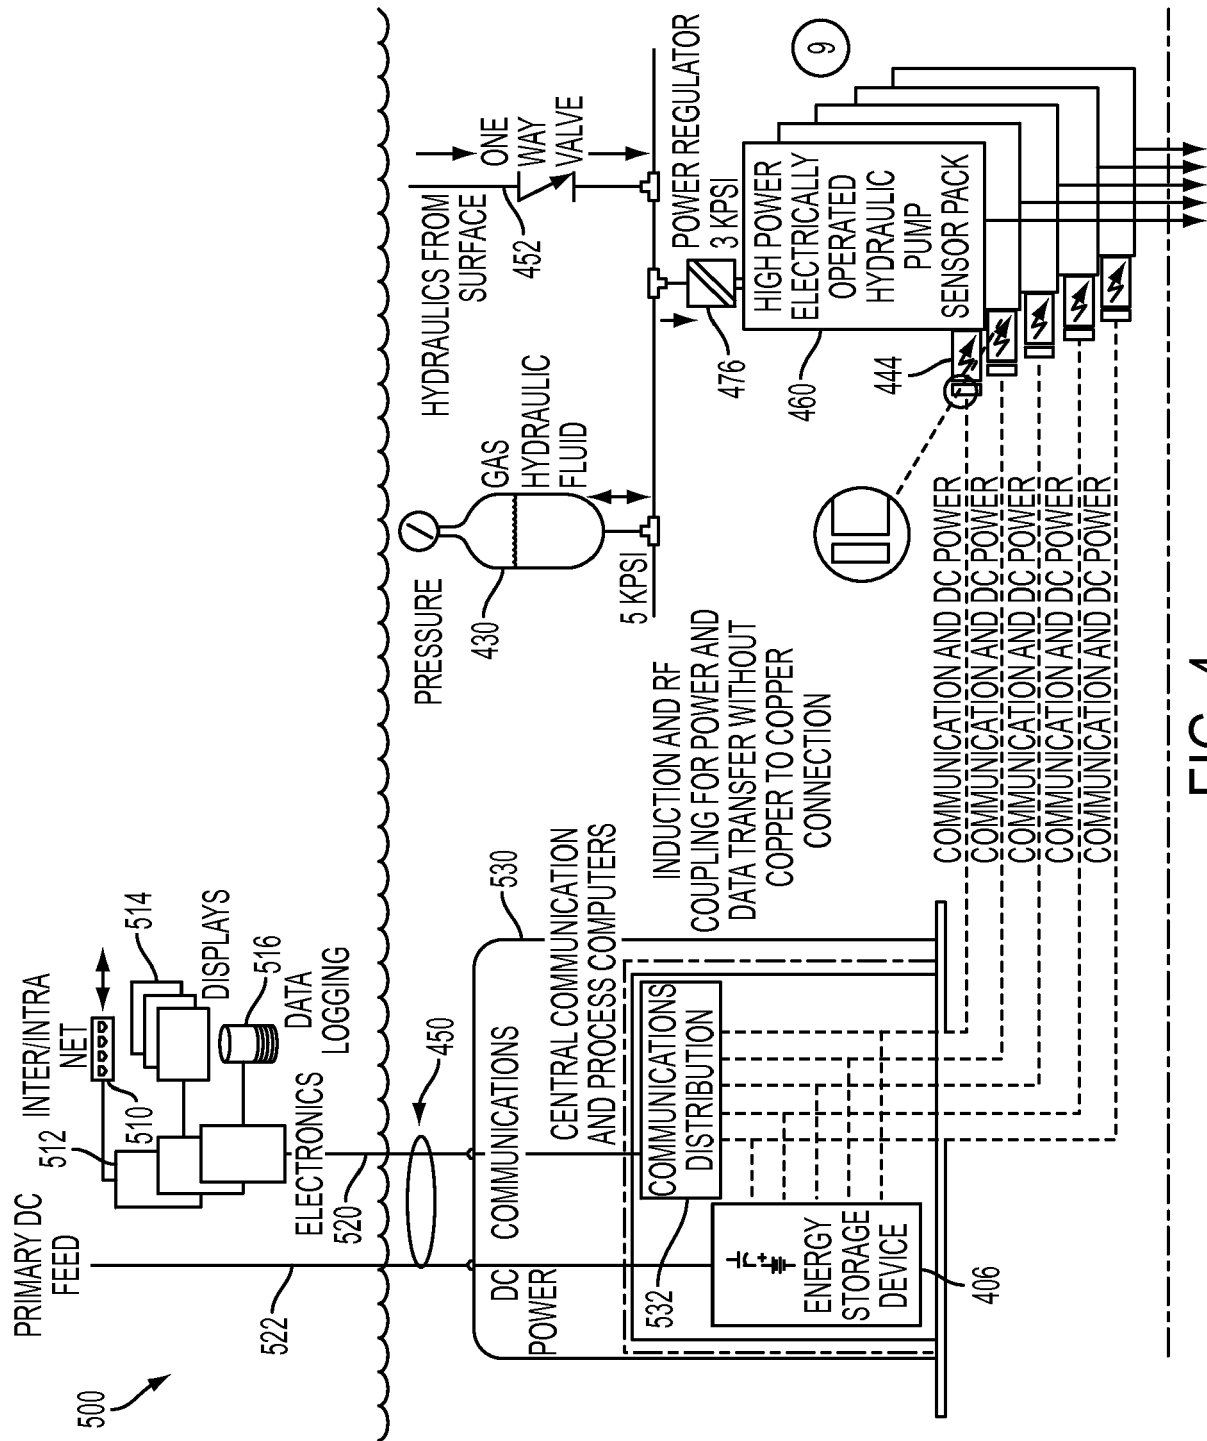 500
PRIMARY DC
FEED
522
INTER/INTRA
NET
512
510
514
DISPLAYS
516
DATA
LOGGING
ELECTRONICS
520
450
530
DC
POWER
COMMUNICATIONS
CENTRAL COMMUNICATION
AND PROCESS COMPUTERS
532
COMMUNICATIONS
DISTRIBUTION
+
ENERGY
STORAGE
DEVICE
406
PRESSURE
430
GAS
HYDRAULIC
FLUID
5 KPSI
HYDRAULICS FROM
SURFACE
452
ONE
WAY
VALVE
POWER REGULATOR
3 KPSI
476
9
HIGH POWER
ELECTRICALLY
OPERATED
HYDRAULIC
PUMP
SENSOR PACK
460
444
INDUCTION AND RF
COUPLING FOR POWER AND
DATA TRANSFER WITHOUT
COPPER TO COPPER
CONNECTION
COMMUNICATION AND DC POWER
COMMUNICATION AND DC POWER
COMMUNICATION AND DC POWER
COMMUNICATION AND DC POWER
COMMUNICATION AND DC POWER